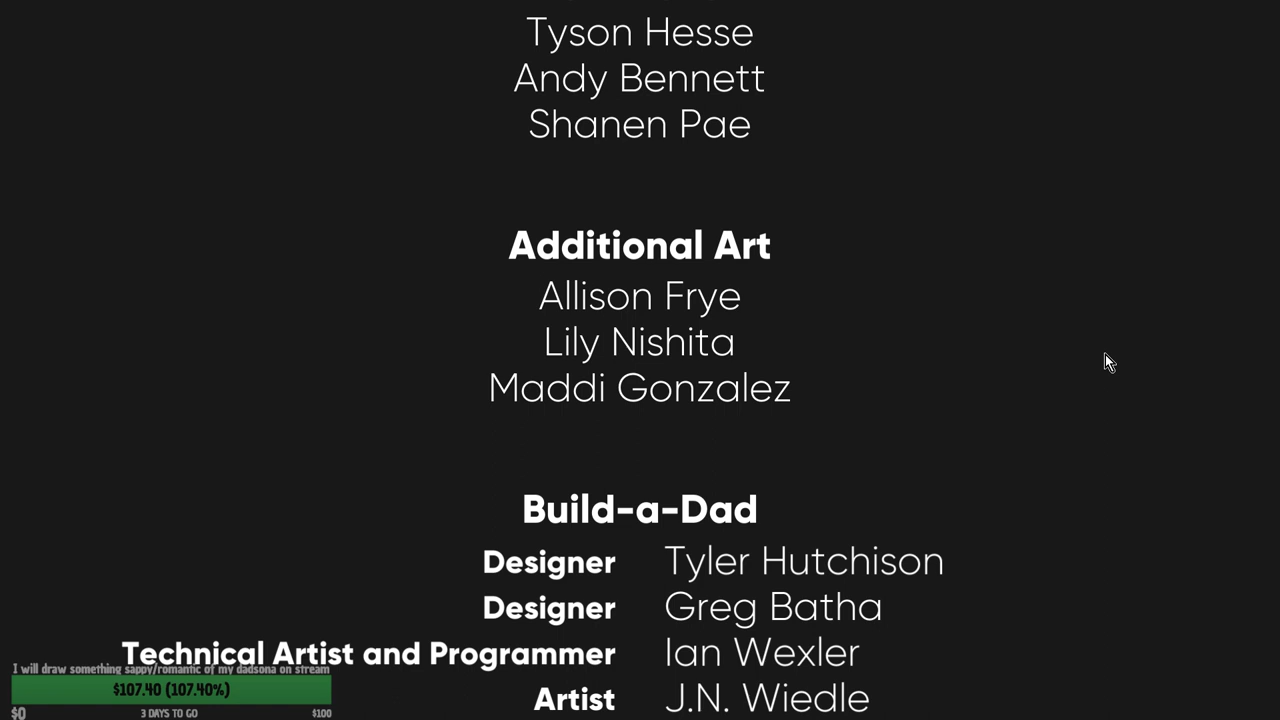 Tyson Hesse
Andy Bennett
Shanen Pae
Additional Art
Allison Frye
Lily Nishita
Maddi Gonzalez
Build-a-Dad
Designer Tyler Hutchison
Designer Greg Batha
Technical Artist and Programmer Ian Wexler
I will draw something sappy/romantic of my dadsona on stream
$107.40 (107.40%)
Artist J.N. Wiedle
$0 3 DAYS TO GO $100